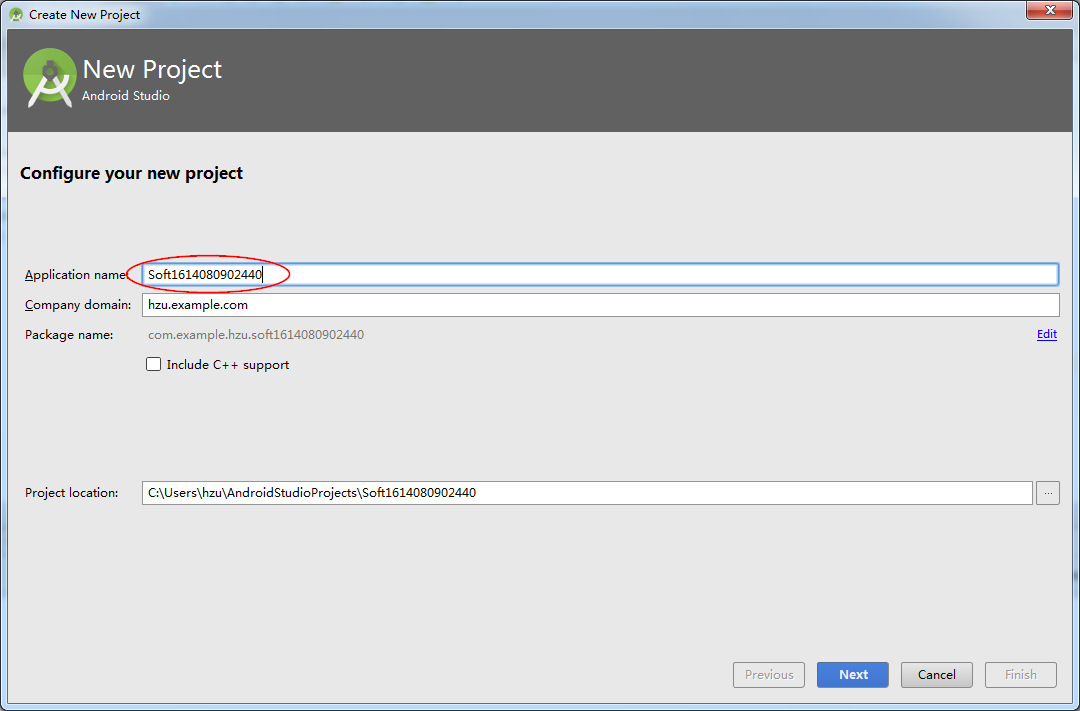 Create New Project
New Project
Android Studio
Configure your new project
Application name: Soft1614080902440
Company domain: hzu.example.com
Package name: com.example.hzu.soft1614080902440 Edit
Include C++ support
Project location: C:\Users\hzu\AndroidStudioProjects\Soft1614080902440 ...
Previous Next Cancel Finish